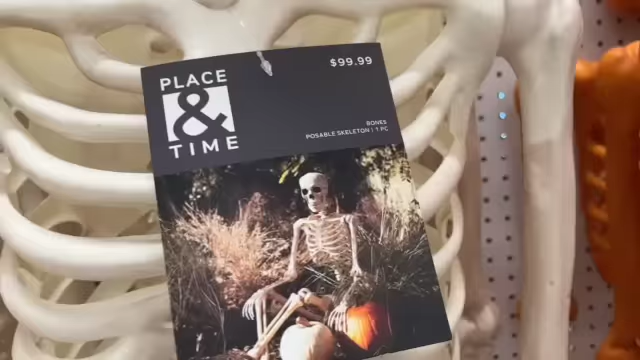 $99.99
PLACE
&
TIME
BONES
POSABLE SKELETON | 1 PC